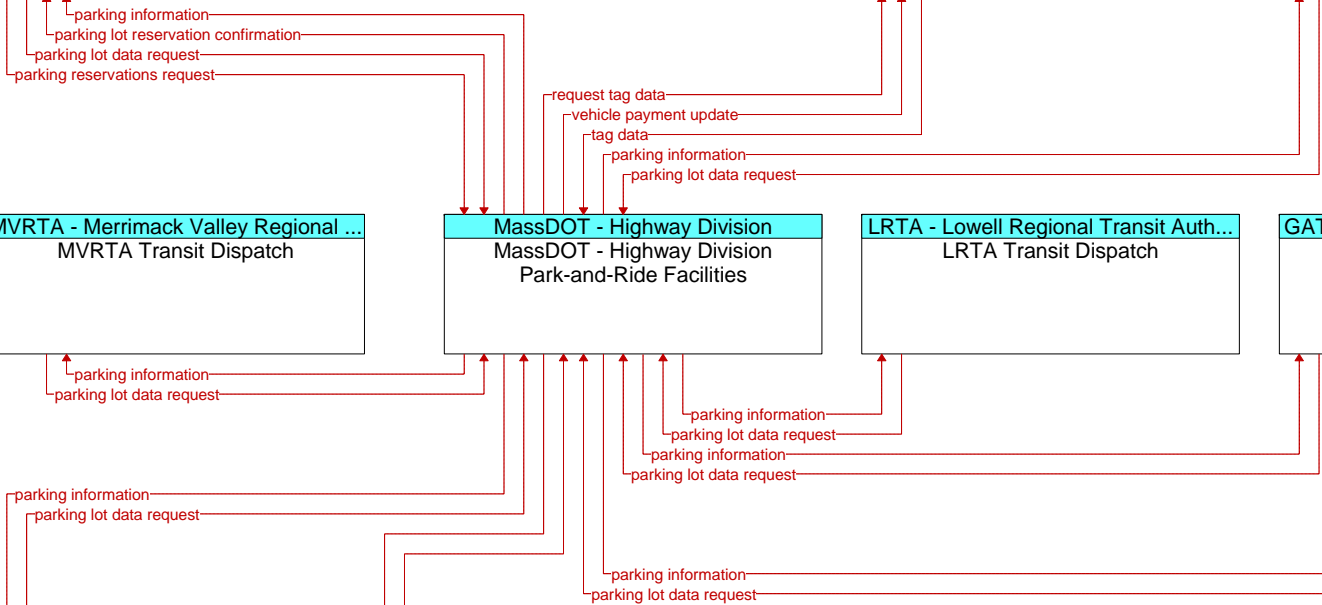 parking information
parking lot reservation confirmation
parking lot data request
parking reservations request
request tag data
vehicle payment update
tag data
parking information
parking lot data request
MVRTA - Merrimack Valley Regional ...
MVRTA Transit Dispatch
MassDOT - Highway Division
MassDOT - Highway Division
Park-and-Ride Facilities
LRTA - Lowell Regional Transit Auth...
LRTA Transit Dispatch
GAT
parking information
parking lot data request
parking information
parking lot data request
parking information
parking lot data request
parking information
parking lot data request
parking information
parking lot data request